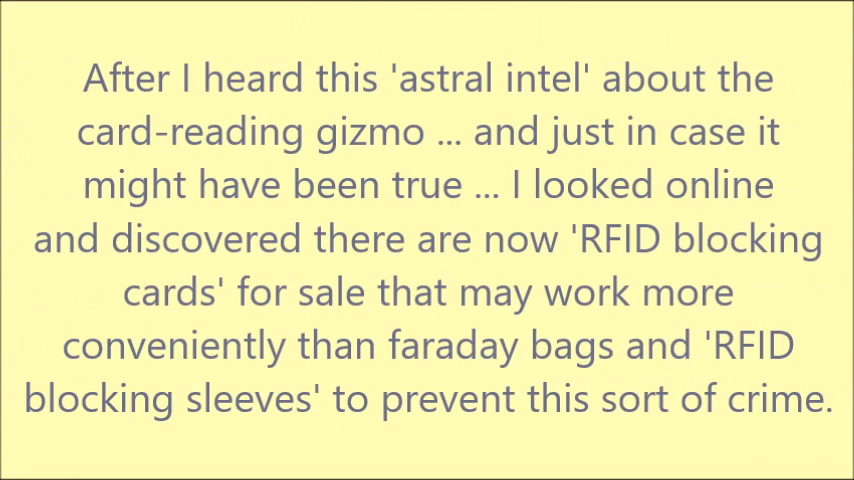 After I heard this 'astral intel' about the
card-reading gizmo ... and just in case it
might have been true ... I looked online
and discovered there are now 'RFID blocking
cards' for sale that may work more
conveniently than faraday bags and 'RFID
blocking sleeves' to prevent this sort of crime.